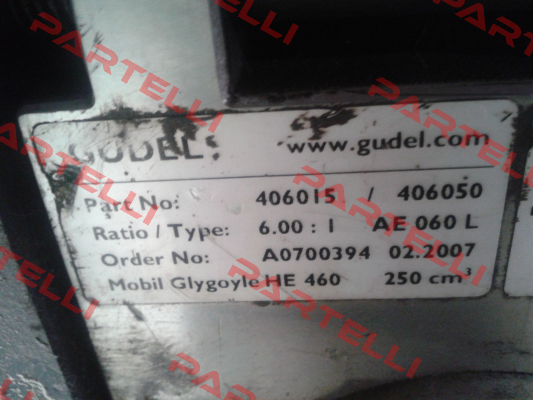 GUDEL: www.gudel.com
Part No: 406015 / 406050
Ratio / Type: 6.00 : 1 AE 060 L
Order No: A0700394 02.2007
Mobil Glygoyle HE 460 250 cm³
PARTELLI
PARTELLI
PARTELLI
PARTELLI
PARTELLI
PARTELLI